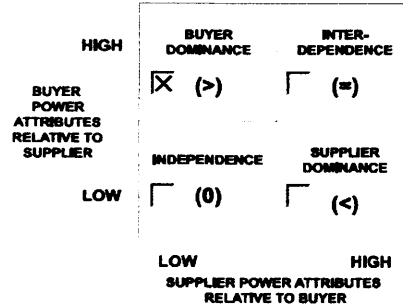 HIGH
BUYER
DOMINANCE
(>)
INTER-
DEPENDENCE
(=)
BUYER
POWER
ATTRIBUTES
RELATIVE TO
SUPPLIER
INDEPENDENCE
(0)
SUPPLIER
DOMINANCE
(<)
LOW
LOW
HIGH
SUPPLIER POWER ATTRIBUTES
RELATIVE TO BUYER